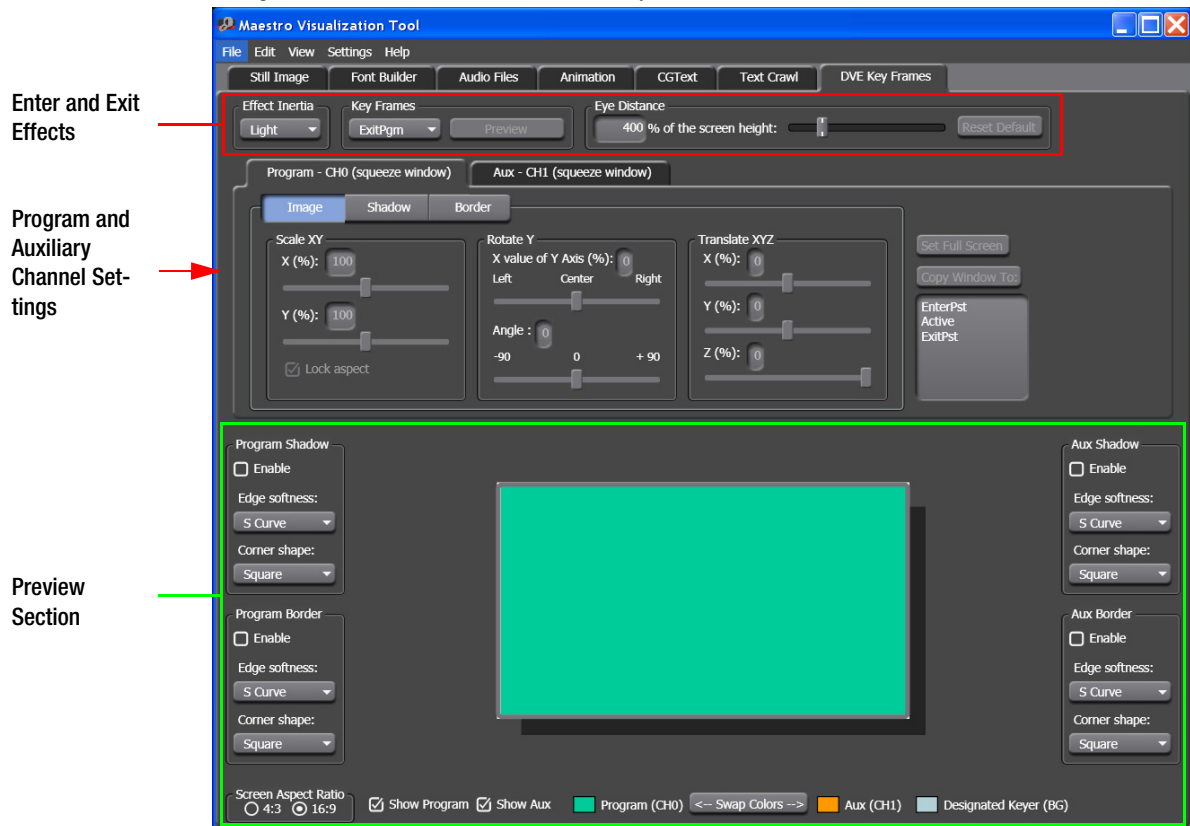 Maestro Visualization Tool
File Edit View Settings Help
Still Image Font Builder Audio Files Animation CGText Text Crawl DVE Key Frames
Enter and Exit
Effects
Effect Inertia Key Frames Eye Distance
Light ExitPgm Preview 400 % of the screen height: Reset Default
Program - CH0 (squeeze window) Aux - CH1 (squeeze window)
Program and
Auxiliary
Channel Set-
tings
Image Shadow Border
Scale XY
X (%): 100
Y (%): 100
Lock aspect
Rotate Y
X value of Y Axis (%): 0
Left Center Right
Angle : 0
-90 0 + 90
Translate XYZ
X (%): 0
Y (%): 0
Z (%): 0
Set Full Screen
Copy Window To:
EnterPst
Active
ExitPst
Preview
Section
Program Shadow
Enable
Edge softness:
S Curve
Corner shape:
Square
Program Border
Enable
Edge softness:
S Curve
Corner shape:
Square
Aux Shadow
Enable
Edge softness:
S Curve
Corner shape:
Square
Aux Border
Enable
Edge softness:
S Curve
Corner shape:
Square
Screen Aspect Ratio
4:3 16:9 Show Program Show Aux Program (CH0) <-- Swap Colors --> Aux (CH1) Designated Keyer (BG)